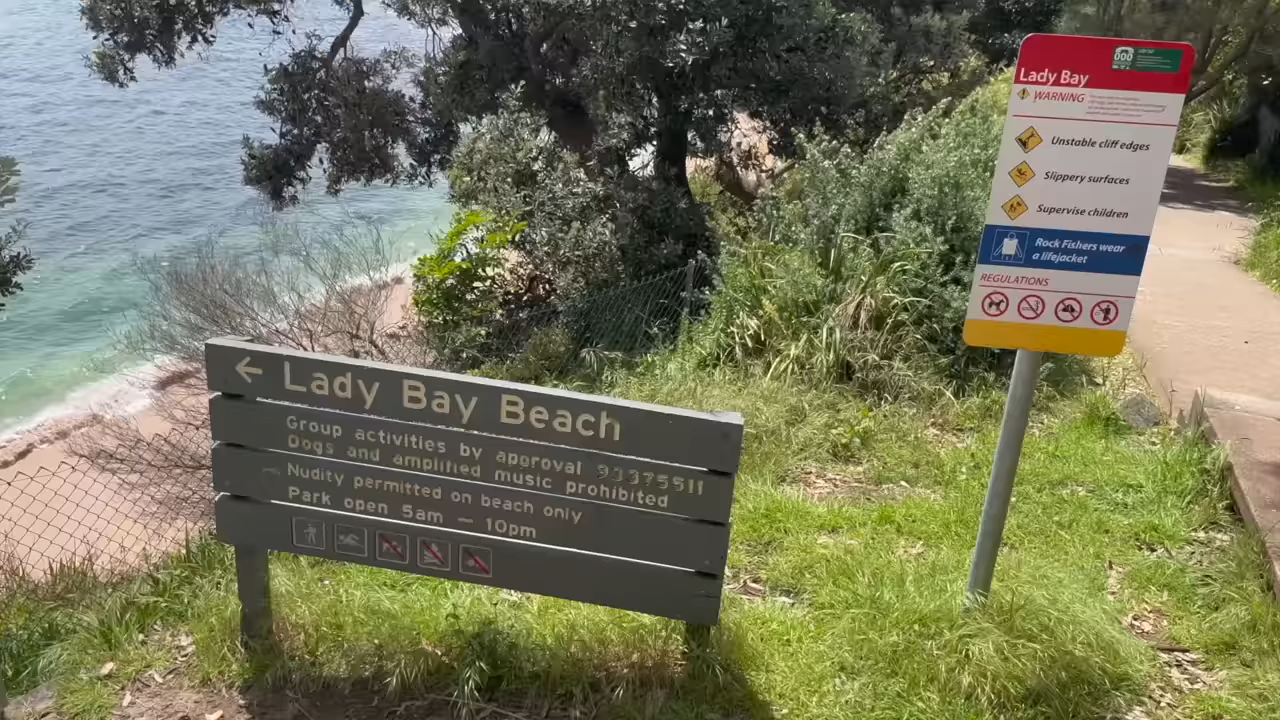 ← Lady Bay Beach
Group activities by approval 93375511
Dogs and amplified music prohibited
Nudity permitted on beach only
Park open 5am – 10pm
000
Lady Bay
WARNING
Unstable cliff edges
Slippery surfaces
Supervise children
Rock Fishers wear
a lifejacket
REGULATIONS